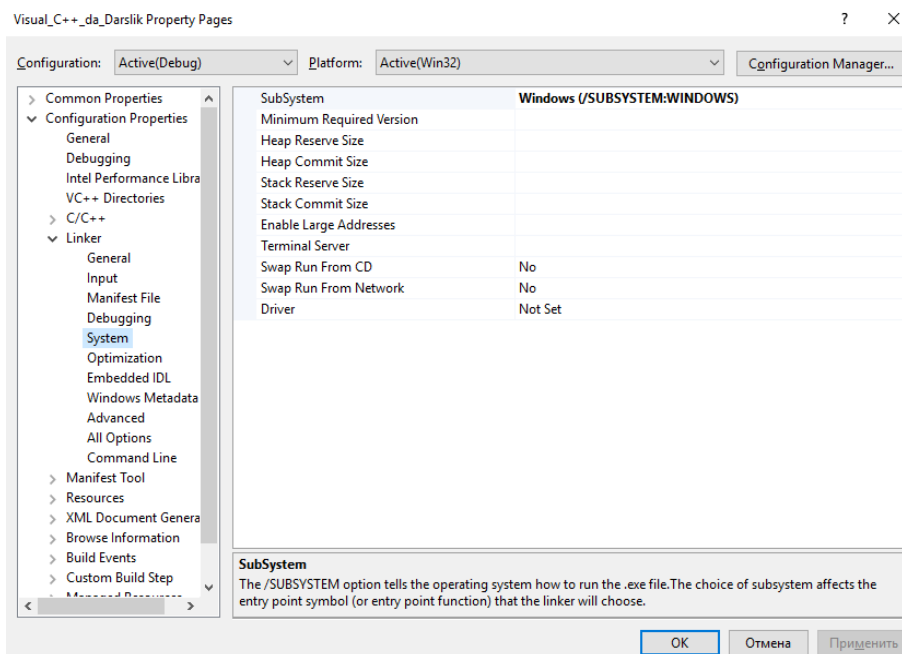 Visual_C++_da_Darslik Property Pages
? ✕
Configuration: Active(Debug) Platform: Active(Win32) Configuration Manager...
Common Properties
Configuration Properties
General
Debugging
Intel Performance Libra
VC++ Directories
C/C++
Linker
General
Input
Manifest File
Debugging
System
Optimization
Embedded IDL
Windows Metadata
Advanced
All Options
Command Line
Manifest Tool
Resources
XML Document Genera
Browse Information
Build Events
Custom Build Step
SubSystem Windows (/SUBSYSTEM:WINDOWS)
Minimum Required Version
Heap Reserve Size
Heap Commit Size
Stack Reserve Size
Stack Commit Size
Enable Large Addresses
Terminal Server
Swap Run From CD No
Swap Run From Network No
Driver Not Set
SubSystem
The /SUBSYSTEM option tells the operating system how to run the .exe file.The choice of subsystem affects the
entry point symbol (or entry point function) that the linker will choose.
OK Отмена Применить